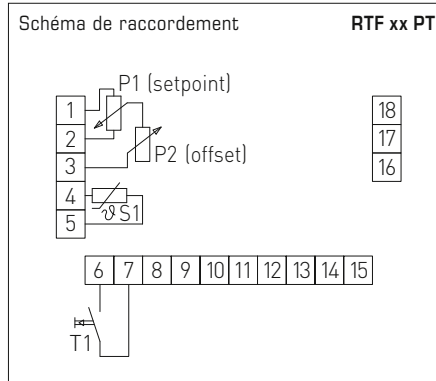 Schéma de raccordement RTF xx PT
P1 (setpoint)
1 18
2 17
3 P2 (offset) 16
4
ϑ S1
5
6 7 8 9 10 11 12 13 14 15
T1